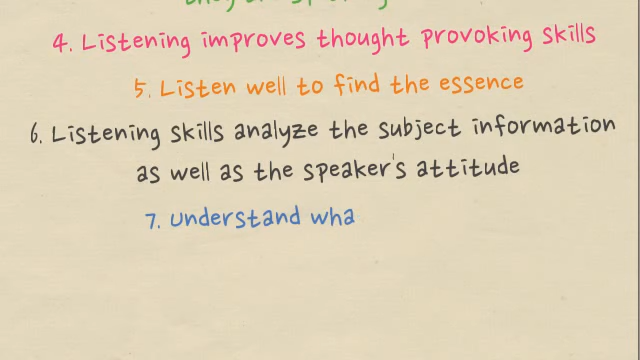 4. Listening improves thought provoking skills
5. Listen well to find the essence
6. Listening skills analyze the subject information
as well as the speaker's attitude
7. Understand wha